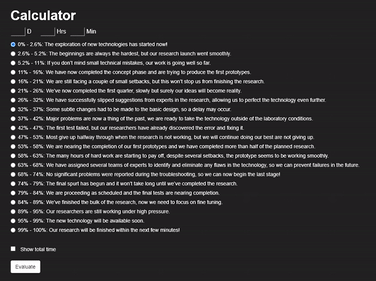 Calculator
____ D ____ Hrs ____ Min
0% - 2.6%: The exploration of new technologies has started now!
2.6% - 5.2%: The beginnings are always the hardest, but our research launch went smoothly.
5.2% - 11%: If you don't mind small technical mistakes, our work is going well so far.
11% - 16%: We have now completed the concept phase and are trying to produce the first prototypes.
16% - 21%: We are still facing a couple of small setbacks, but this won't stop us from finishing the research.
21% - 26%: We've now completed the first quarter, slowly but surely our ideas will become reality.
26% - 32%: We have successfully slipped suggestions from experts in the research, allowing us to perfect the technology even further.
32% - 37%: Some subtle changes had to be made to the basic design, so a delay may occur.
37% - 42%: Major problems are now a thing of the past, we are ready to take the technology outside of the laboratory conditions.
42% - 47%: The first test failed, but our researchers have already discovered the error and fixing it.
47% - 53%: Most give up halfway through when the research is not working, but we will continue doing our best are not giving up.
53% - 58%: We are nearing the completion of our first prototypes and we have completed more than half of the planned research.
58% - 63%: The many hours of hard work are starting to pay off, despite several setbacks, the prototype seems to be working smoothly.
63% - 68%: We have assigned several teams of experts to identify and eliminate any flaws in the technology, so we can prevent failures in the future.
68% - 74%: No significant problems were reported during the troubleshooting, so we can now begin the last stage!
74% - 79%: The final spurt has begun and it won't take long until we've completed the research.
79% - 84%: We are proceeding as scheduled and the final tests are nearing completion.
84% - 89%: We've finished the bulk of the research, now we need to focus on fine tuning.
89% - 95%: Our researchers are still working under high pressure.
95% - 99%: The new technology will be available soon.
99% - 100%: Our research will be finished within the next few minutes!
Show total time
Evaluate